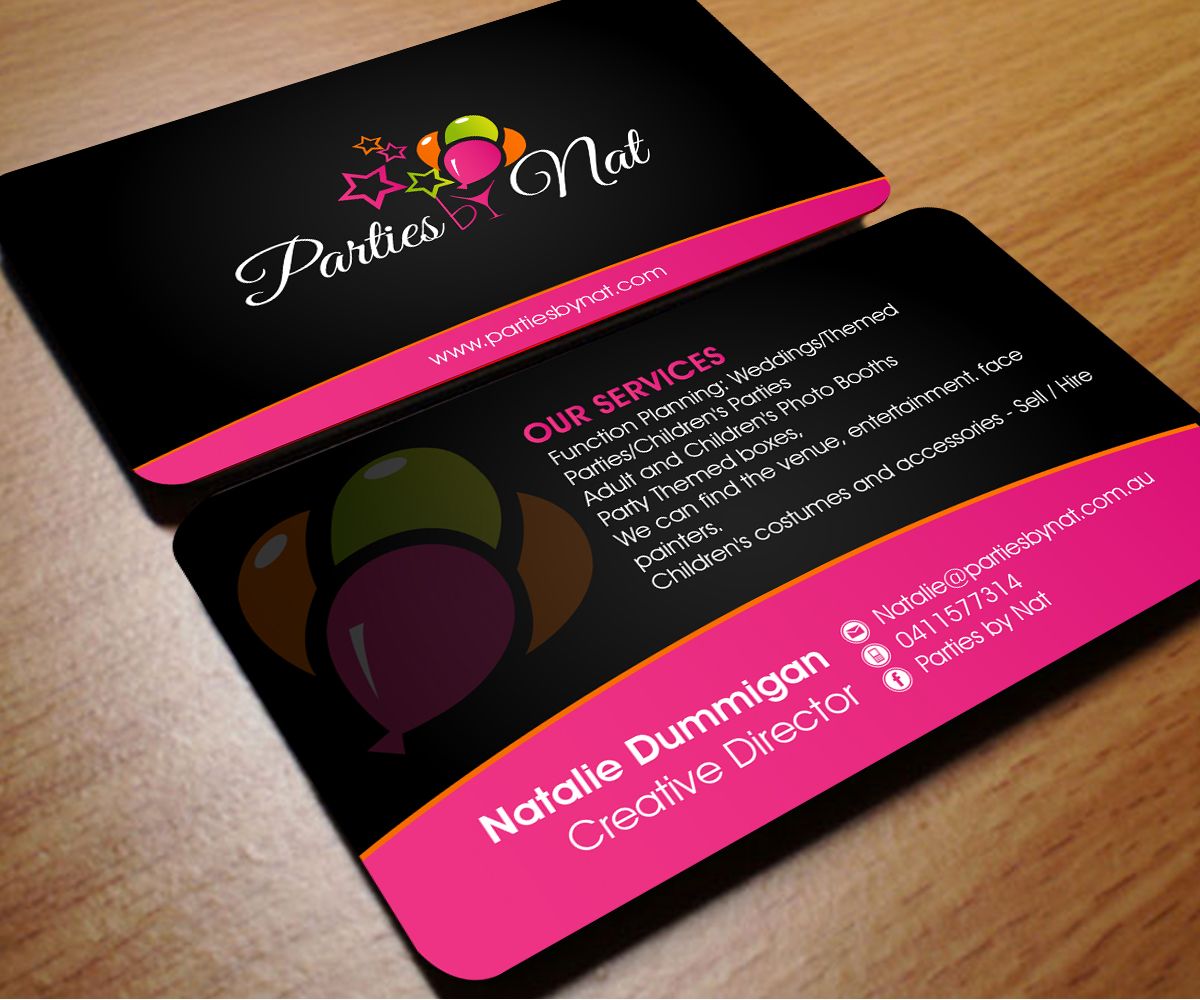 Parties by Nat
www.partiesbynat.com
OUR SERVICES
Function Planning: Weddings/Themed
Parties/Children's Parties
Adult and Children's Photo Booths
Party Themed boxes,
We can find the venue, entertainment. face
painters,
Children's costumes and accessories - Sell / Hire
Natalie Dummigan
Creative Director
Natalie@partiesbynat.com.au
0411577314
Parties by Nat